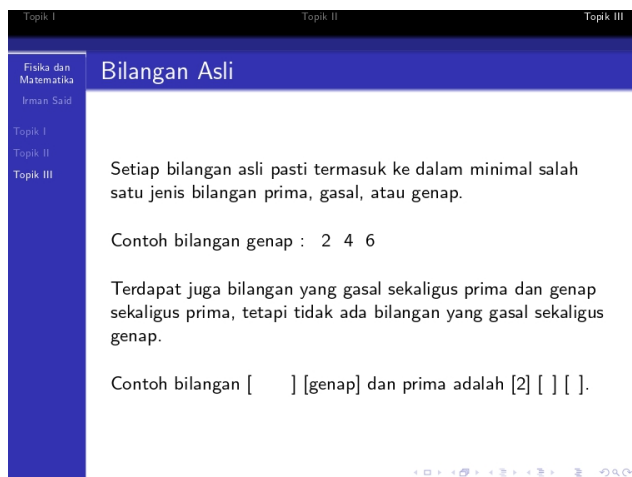 Topik I Topik II Topik III
Fisika dan
Matematika
Irman Said
Topik I
Topik II
Topik III
Bilangan Asli
Setiap bilangan asli pasti termasuk ke dalam minimal salah
satu jenis bilangan prima, gasal, atau genap.
Contoh bilangan genap : 2 4 6
Terdapat juga bilangan yang gasal sekaligus prima dan genap
sekaligus prima, tetapi tidak ada bilangan yang gasal sekaligus
genap.
Contoh bilangan [ ] [genap] dan prima adalah [2] [ ] [ ].